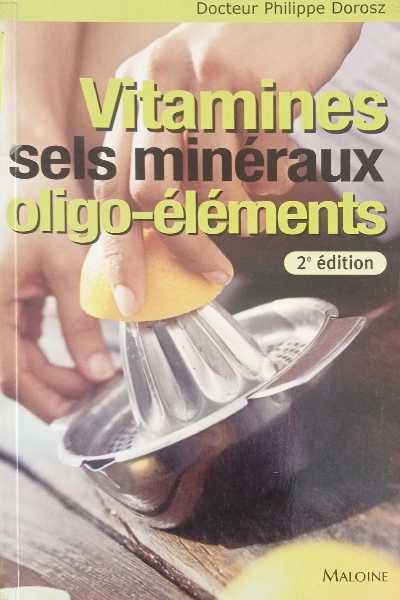 Docteur Philippe Dorosz
Vitamines
sels minéraux
oligo-éléments
2e édition
MALOINE